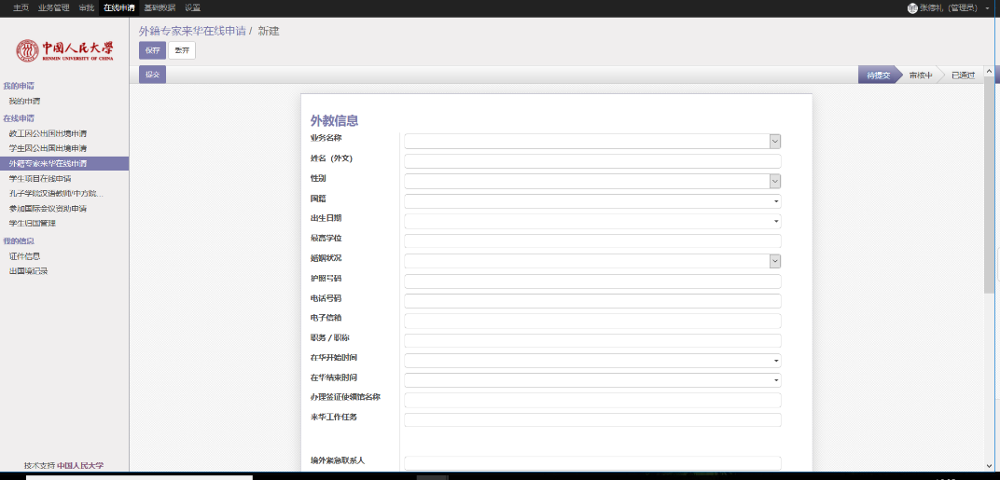 主页 业务管理 审批 在线申请 基础数据 设置
张德礼（管理员）
中国人民大学
RENMIN UNIVERSITY OF CHINA
外籍专家来华在线申请 / 新建
保存 丢弃
提交
待提交 审核中 已通过
我的申请
我的申请
在线申请
教工因公出国出境申请
学生因公出国出境申请
外籍专家来华在线申请
学生项目在线申请
孔子学院汉语教师/中方院...
参加国际会议资助申请
学生归国管理
我的信息
证件信息
出国境记录
技术支持 中国人民大学
外教信息
业务名称
姓名（外文）
性别
国籍
出生日期
最高学位
婚姻状况
护照号码
电话号码
电子信箱
职务 / 职称
在华开始时间
在华结束时间
办理签证使领馆名称
来华工作任务
境外紧急联系人